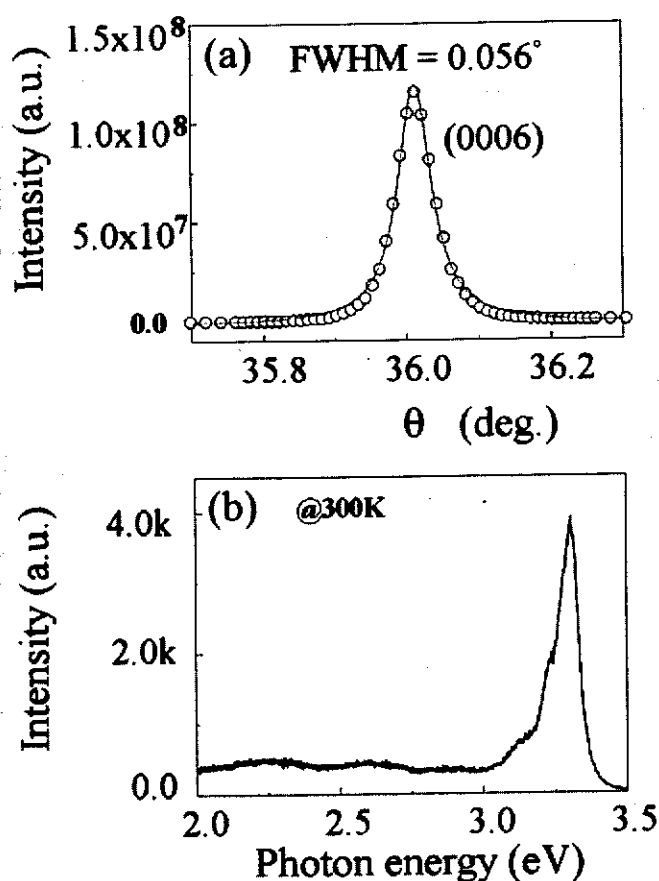 1.5x10⁸
(a) FWHM = 0.056°
1.0x10⁸
(0006)
5.0x10⁷
0.0
Intensity (a.u.)
35.8 36.0 36.2
θ (deg.)
(b) @300K
4.0k
2.0k
0.0
Intensity (a.u.)
2.0 2.5 3.0 3.5
Photon energy (eV)